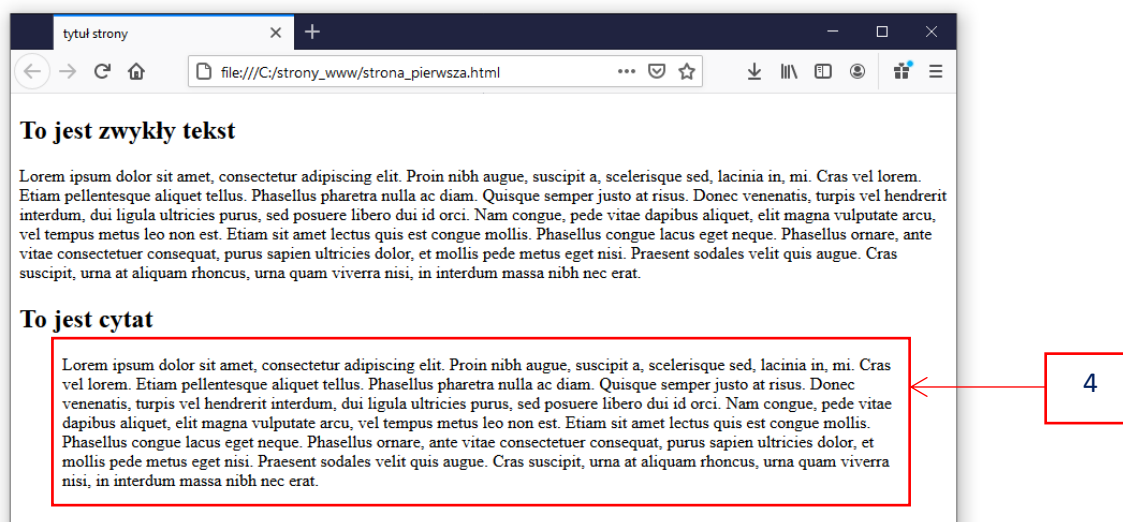 tytuł strony
file:///C:/strony_www/strona_pierwsza.html
To jest zwykły tekst
Lorem ipsum dolor sit amet, consectetur adipiscing elit. Proin nibh augue, suscipit a, scelerisque sed, lacinia in, mi. Cras vel lorem.
Etiam pellentesque aliquet tellus. Phasellus pharetra nulla ac diam. Quisque semper justo at risus. Donec venenatis, turpis vel hendrerit
interdum, dui ligula ultricies purus, sed posuere libero dui id orci. Nam congue, pede vitae dapibus aliquet, elit magna vulputate arcu,
vel tempus metus leo non est. Etiam sit amet lectus quis est congue mollis. Phasellus congue lacus eget neque. Phasellus ornare, ante
vitae consectetuer consequat, purus sapien ultricies dolor, et mollis pede metus eget nisi. Praesent sodales velit quis augue. Cras
suscipit, urna at aliquam rhoncus, urna quam viverra nisi, in interdum massa nibh nec erat.
To jest cytat
Lorem ipsum dolor sit amet, consectetur adipiscing elit. Proin nibh augue, suscipit a, scelerisque sed, lacinia in, mi. Cras
vel lorem. Etiam pellentesque aliquet tellus. Phasellus pharetra nulla ac diam. Quisque semper justo at risus. Donec
venenatis, turpis vel hendrerit interdum, dui ligula ultricies purus, sed posuere libero dui id orci. Nam congue, pede vitae
dapibus aliquet, elit magna vulputate arcu, vel tempus metus leo non est. Etiam sit amet lectus quis est congue mollis.
Phasellus congue lacus eget neque. Phasellus ornare, ante vitae consectetuer consequat, purus sapien ultricies dolor, et
mollis pede metus eget nisi. Praesent sodales velit quis augue. Cras suscipit, urna at aliquam rhoncus, urna quam viverra
nisi, in interdum massa nibh nec erat.
4